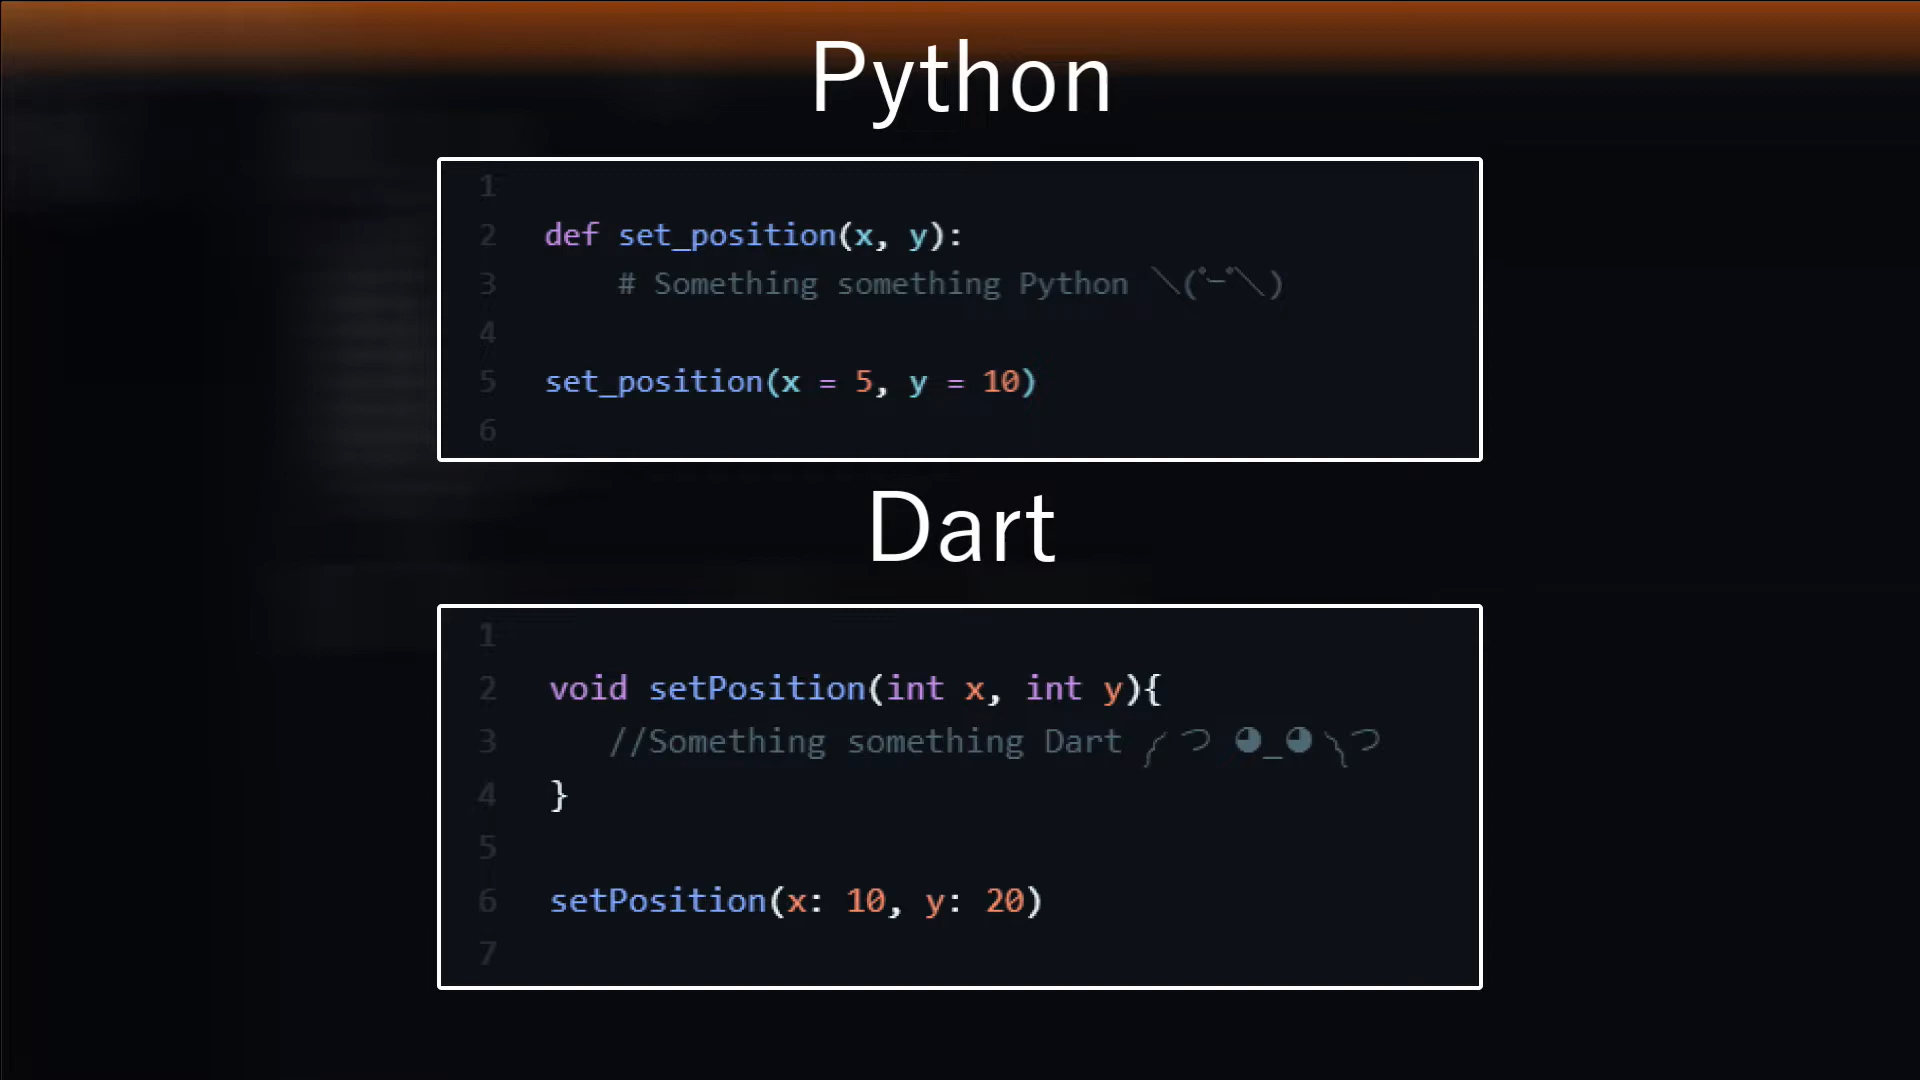 Python
1
2 def set_position(x, y):
3 # Something something Python ＼(°ｰ°＼)
4
5 set_position(x = 5, y = 10)
6
Dart
1
2 void setPosition(int x, int y){
3 //Something something Dart ༼ つ ◕_◕ ༽つ
4 }
5
6 setPosition(x: 10, y: 20)
7